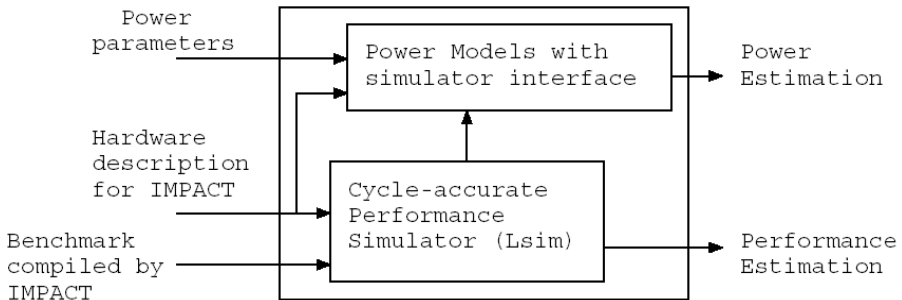 Power
parameters
Power Models with
simulator interface
Power
Estimation
Hardware
description
for IMPACT
Cycle-accurate
Performance
Simulator (Lsim)
Benchmark
compiled by
IMPACT
Performance
Estimation